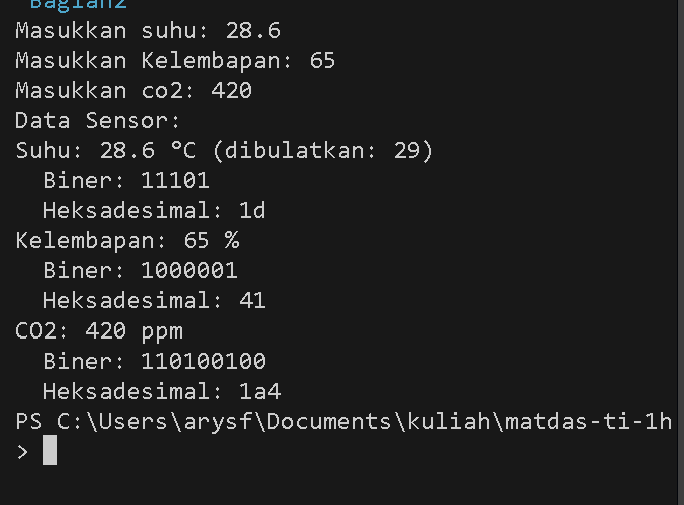 Bagian2
Masukkan suhu: 28.6
Masukkan Kelembapan: 65
Masukkan co2: 420
Data Sensor:
Suhu: 28.6 °C (dibulatkan: 29)
  Biner: 11101
  Heksadesimal: 1d
Kelembapan: 65 %
  Biner: 1000001
  Heksadesimal: 41
CO2: 420 ppm
  Biner: 110100100
  Heksadesimal: 1a4
PS C:\Users\arysf\Documents\kuliah\matdas-ti-1h
>